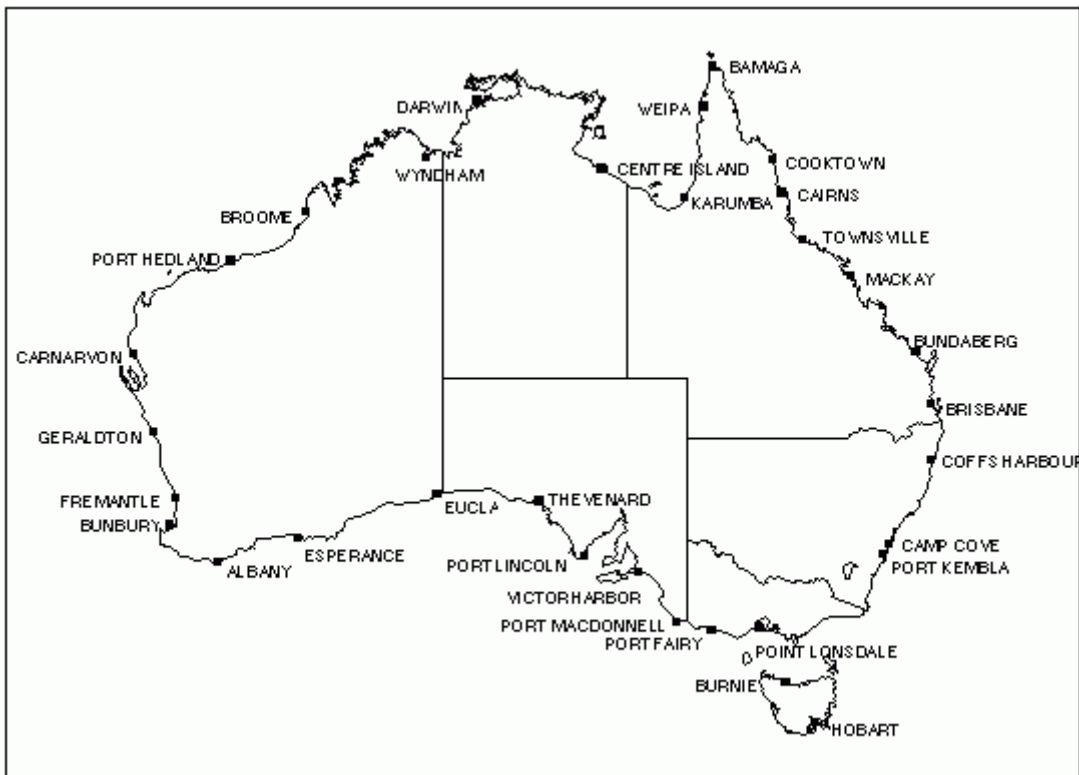 BAMAGA
DARWIN
WEIPA
COOKTOWN
CENTRE ISLAND
WYNDHAM
CAIRNS
KARUMBA
BROOME
TOWNSVILLE
PORT HEDLAND
MACKAY
BUNDABERG
CARNARVON
BRISBANE
GERALDTON
COFFS HARBOUR
FREMANTLE
THEVENARD
EUCLA
BUNBURY
CAMP COVE
ESPERANCE
PORT LINCOLN
PORT KEMBLA
ALBANY
VICTOR HARBOR
PORT MACDONNELL
PORT FAIRY
POINT LONSDALE
BURNIE
HOBART